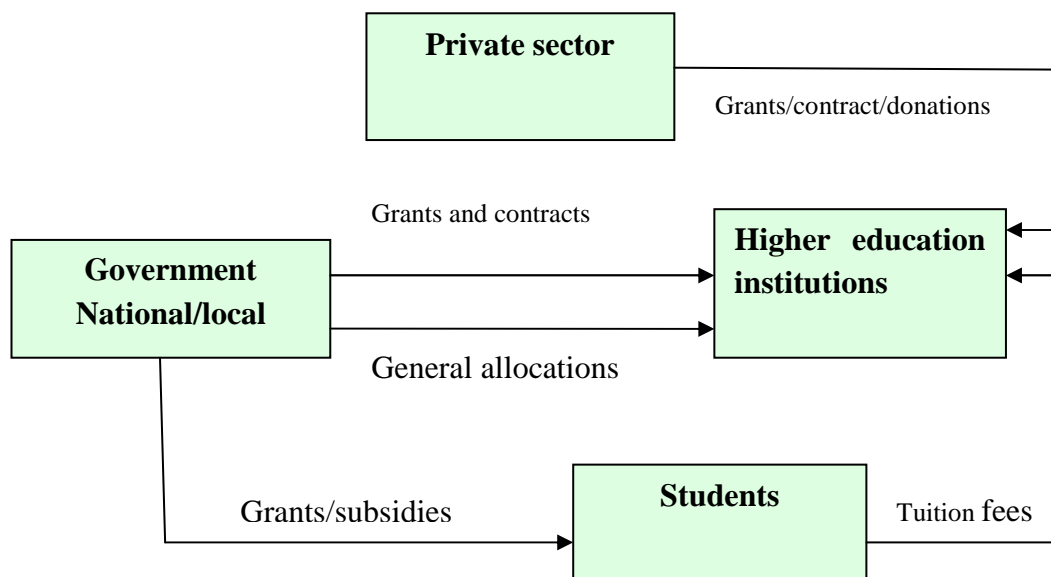 Private sector
Grants/contract/donations
Grants and contracts
Higher education
institutions
Government
National/local
General allocations
Students
Grants/subsidies
Tuition fees